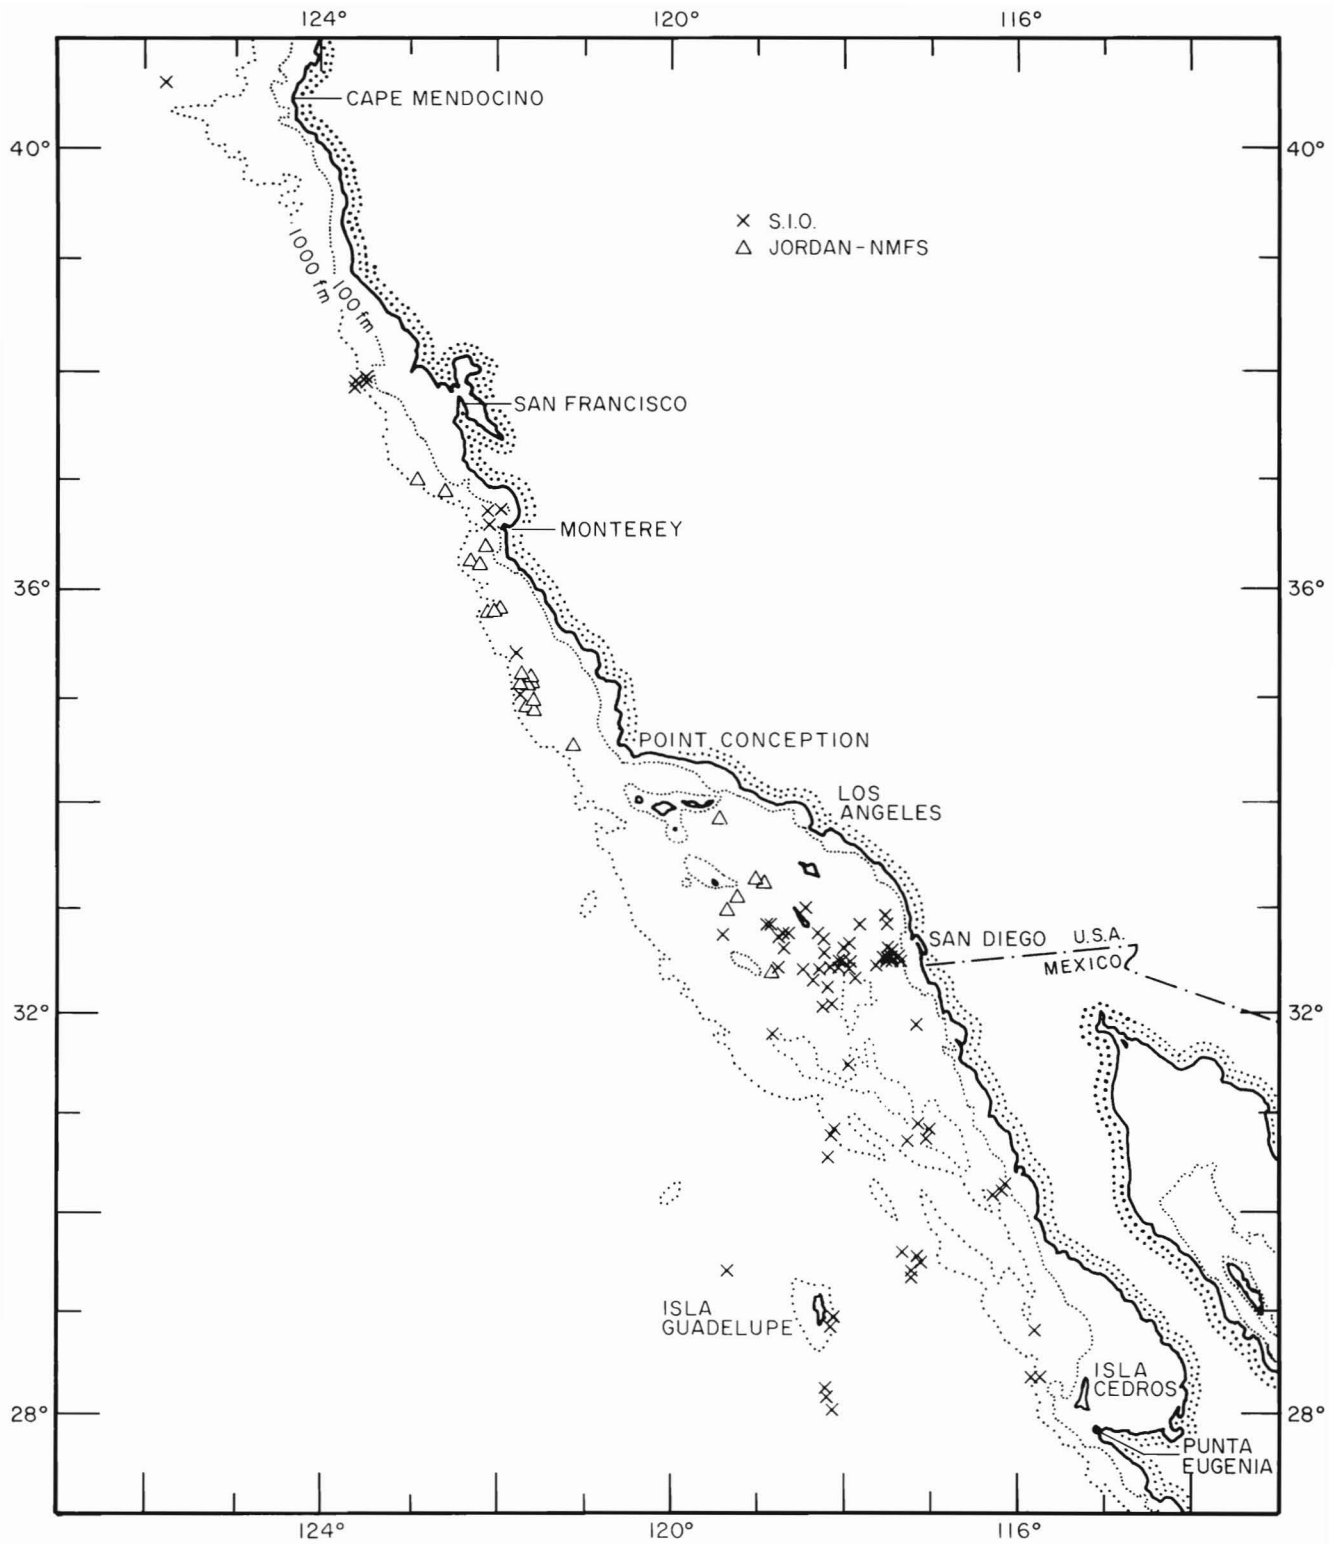 124° 120° 116°
CAPE MENDOCINO
40° 40°
× S.I.O.
△ JORDAN-NMFS
1000 fm
100 fm
SAN FRANCISCO
MONTEREY
36° 36°
POINT CONCEPTION
LOS
ANGELES
SAN DIEGO U.S.A.
MEXICO
32° 32°
ISLA
GUADELUPE
ISLA
CEDROS
28° 28°
PUNTA
EUGENIA
124° 120° 116°